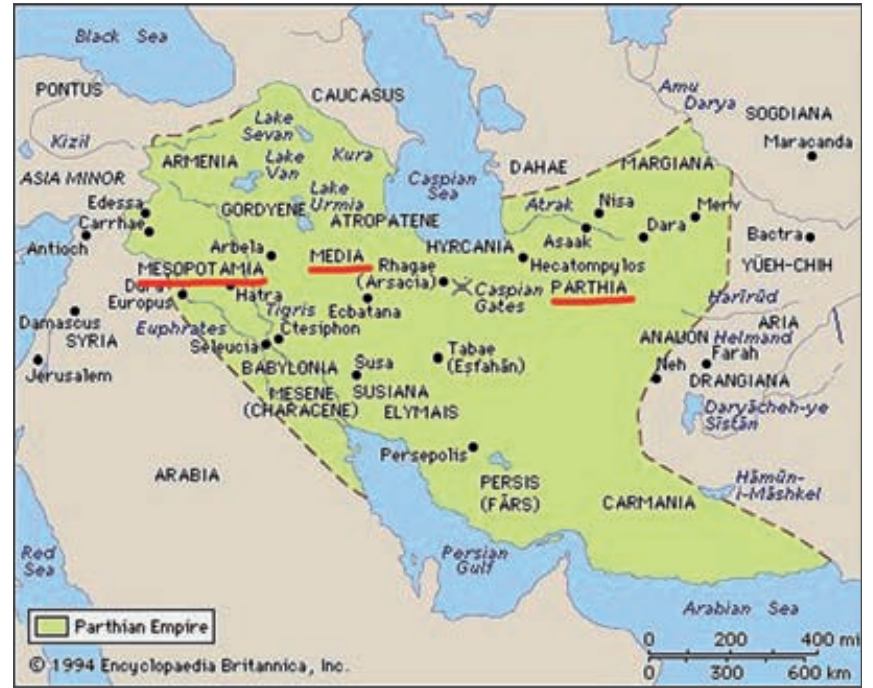 Black Sea
PONTUS
CAUCASUS
Amu
Darya
SOGDIANA
Maracanda
Kizil
Lake
Sevan
ARMENIA
Lake
Van
Kura
Lake
Urmia
Caspian
Sea
DAHAE
MARGIANA
ASIA MINOR
Edessa
Carrhae
Antioch
GORDYENE
ATROPATENE
Atrak
Nisa
Asaak
Dara
Merv
Bactra
YÜEH-CHIH
Arbela
MEDIA
HYRCANIA
Hecatompylos
MESOPOTAMIA
Rhagae
(Arsacia)
Caspian
Gates
PARTHIA
Dura
Europus
Hatra
Tigris
Ecbatana
Harīrūd
Damascus
SYRIA
Euphrates
Ctesiphon
Seleucia
ARIA
ANAUON
Helmand
Farah
Neh
DRANGIANA
Jerusalem
BABYLONIA
Susa
Tabae
(Eṣfahān)
MESENE
(CHARACENE)
SUSIANA
ELYMAIS
Daryācheh-ye
Sīstān
Persepolis
ARABIA
PERSIS
(FĀRS)
CARMANIA
Hāmūn-
i-Māshkel
Red
Sea
Persian
Gulf
Arabian Sea
Parthian Empire
0 200 400 mi
0 300 600 km
© 1994 Encyclopaedia Britannica, Inc.